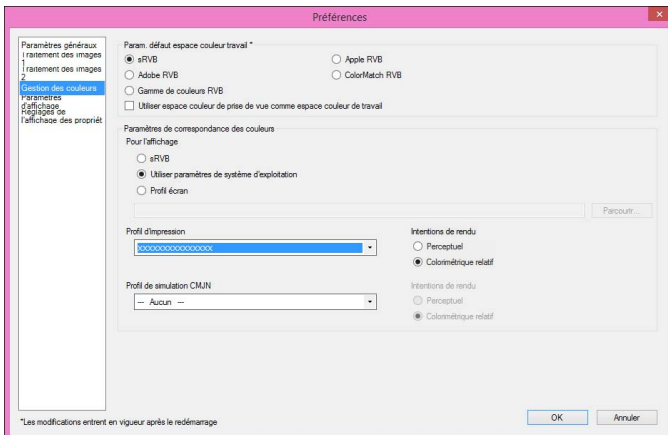 Préférences
Paramètres généraux
Traitement des images
1
Traitement des images
2
Gestion des couleurs
Paramètres
d'affichage
Réglages de
l'affichage des propriét
Param. défaut espace couleur travail *
sRVB
Apple RVB
Adobe RVB
ColorMatch RVB
Gamme de couleurs RVB
Utiliser espace couleur de prise de vue comme espace couleur de travail
Paramètres de correspondance des couleurs
Pour l'affichage
sRVB
Utiliser paramètres de système d'exploitation
Profil écran
Parcourir...
Profil d'impression
Intentions de rendu
XXXXXXXXXXXXXXX
Perceptuel
Colorimétrique relatif
Profil de simulation CMJN
Intentions de rendu
--- Aucun ---
Perceptuel
Colorimétrique relatif
*Les modifications entrent en vigueur après le redémarrage
OK
Annuler